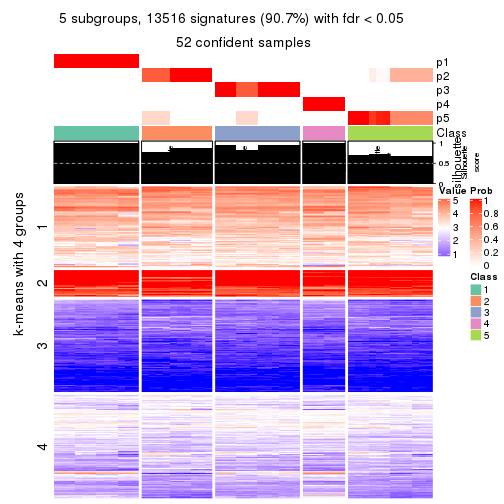 5 subgroups, 13516 signatures (90.7%) with fdr < 0.05
52 confident samples
p1
p2
p3
p4
p5
Class
1
0.5
0
silhouette
Silhouette
score
k-means with 4 groups
1
2
3
4
Value
5
4
3
2
1
Prob
1
0.8
0.6
0.4
0.2
0
Class
1
2
3
4
5